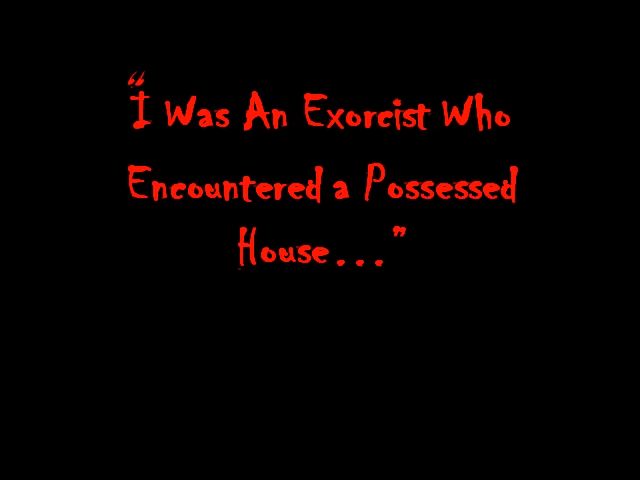 “I Was An Exorcist Who
Encountered a Possessed
House...”